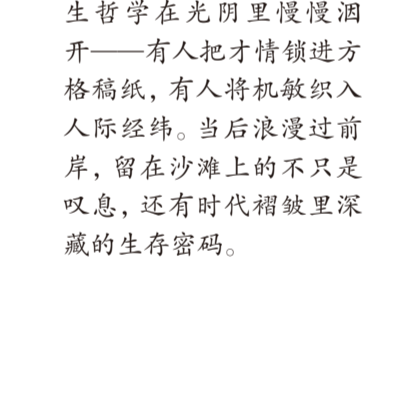 生哲学在光阴里慢慢洇
开——有人把才情锁进方
格稿纸，有人将机敏织入
人际经纬。当后浪漫过前
岸，留在沙滩上的不只是
叹息，还有时代褶皱里深
藏的生存密码。